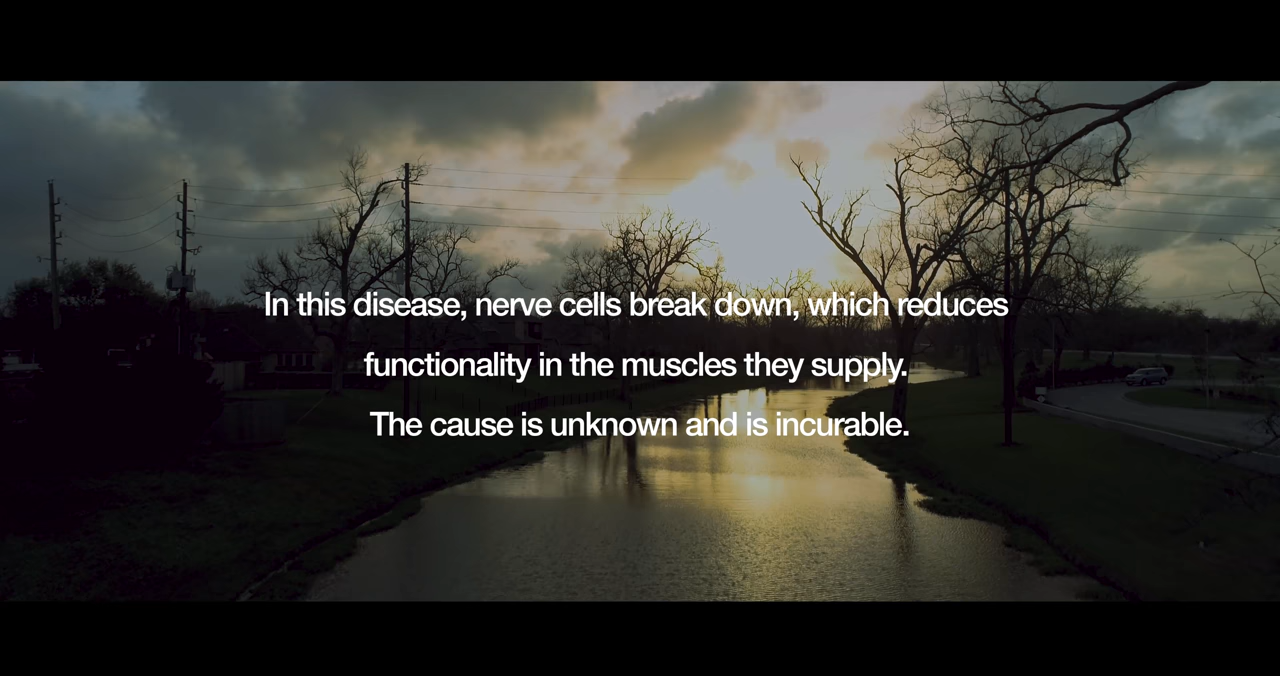 In this disease, nerve cells break down, which reduces
functionality in the muscles they supply.
The cause is unknown and is incurable.